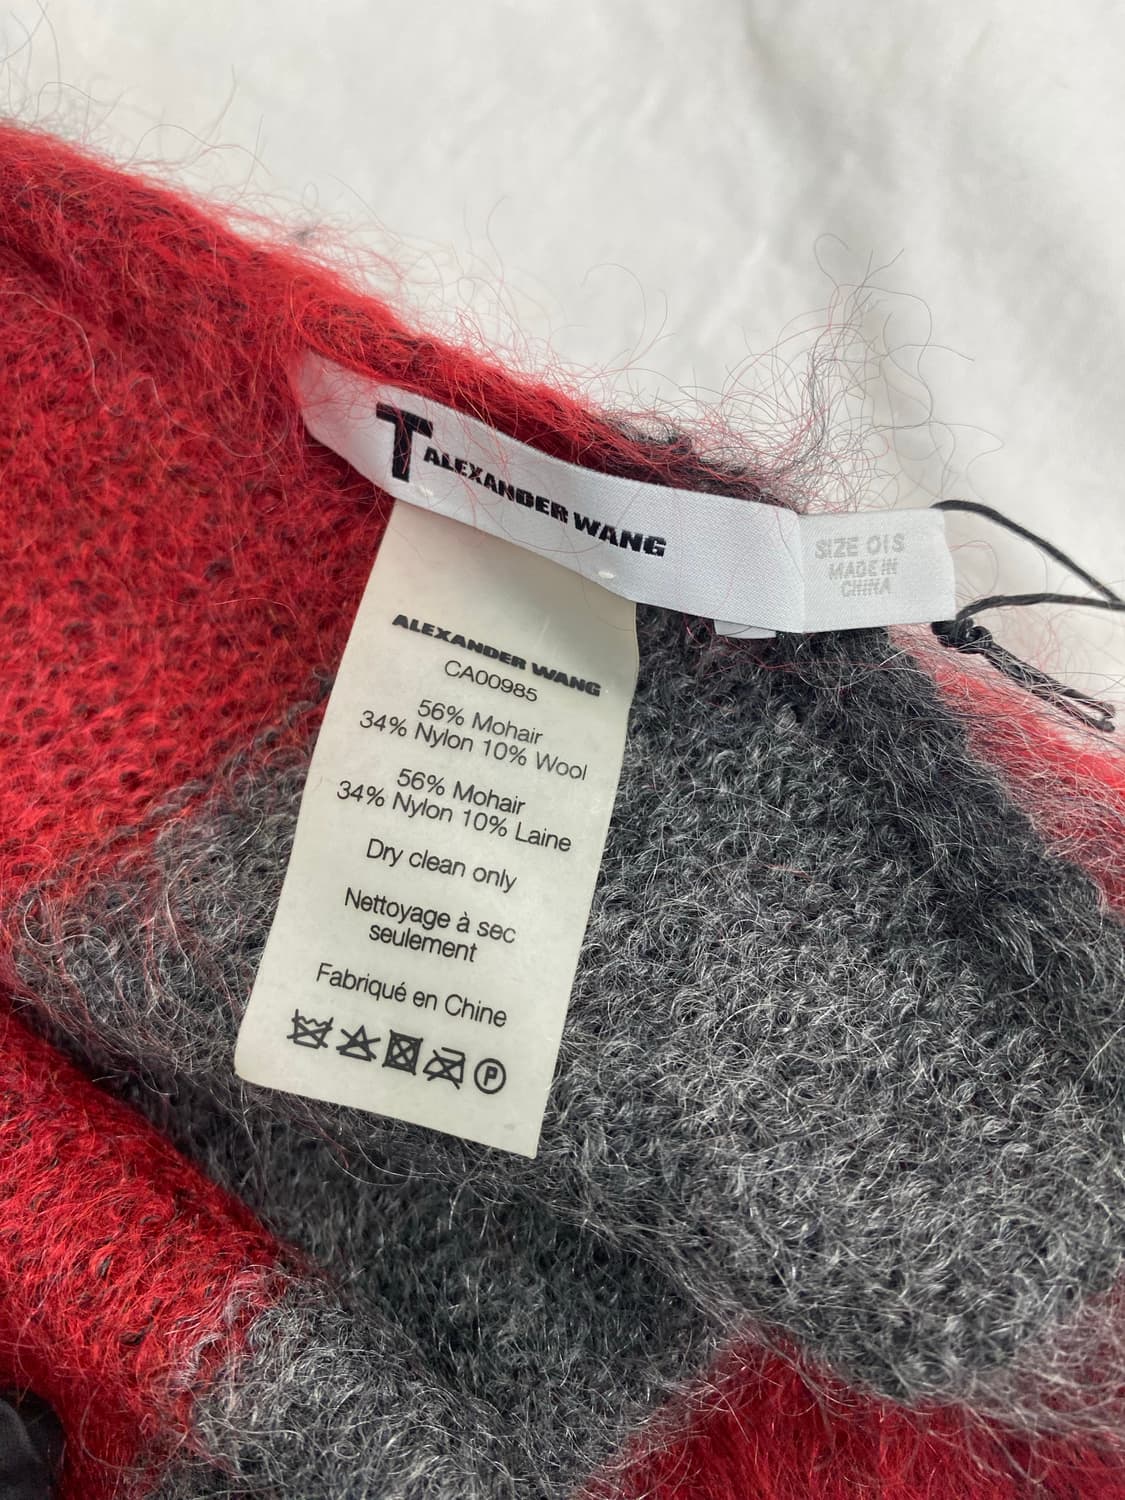 T ALEXANDER WANG
SIZE 01S
MADE IN
CHINA
ALEXANDER WANG
CA00985
56% Mohair
34% Nylon 10% Wool
56% Mohair
34% Nylon 10% Laine
Dry clean only
Nettoyage à sec
seulement
Fabriqué en Chine
P